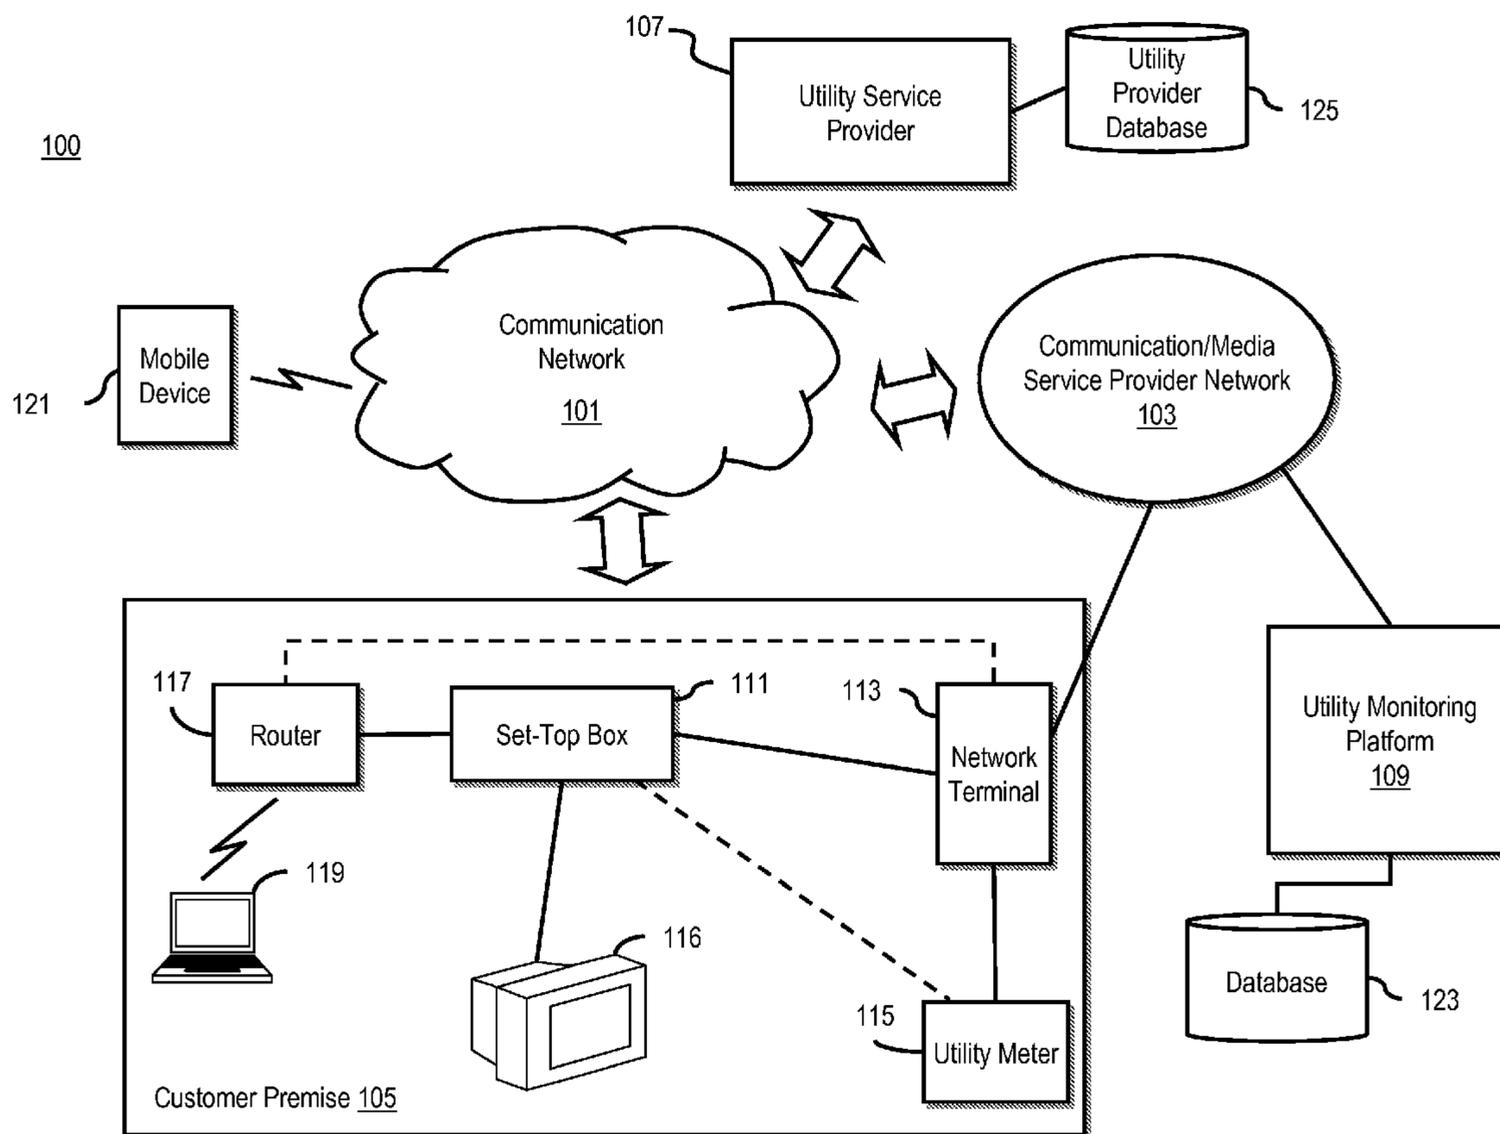 107
Utility Service
Provider
Utility
Provider
Database
125
100
Communication
Network
101
Mobile
Device
121
Communication/Media
Service Provider Network
103
117
Router
111
Set-Top Box
113
Network
Terminal
Utility Monitoring
Platform
109
119
116
115
Utility Meter
Database
123
Customer Premise 105